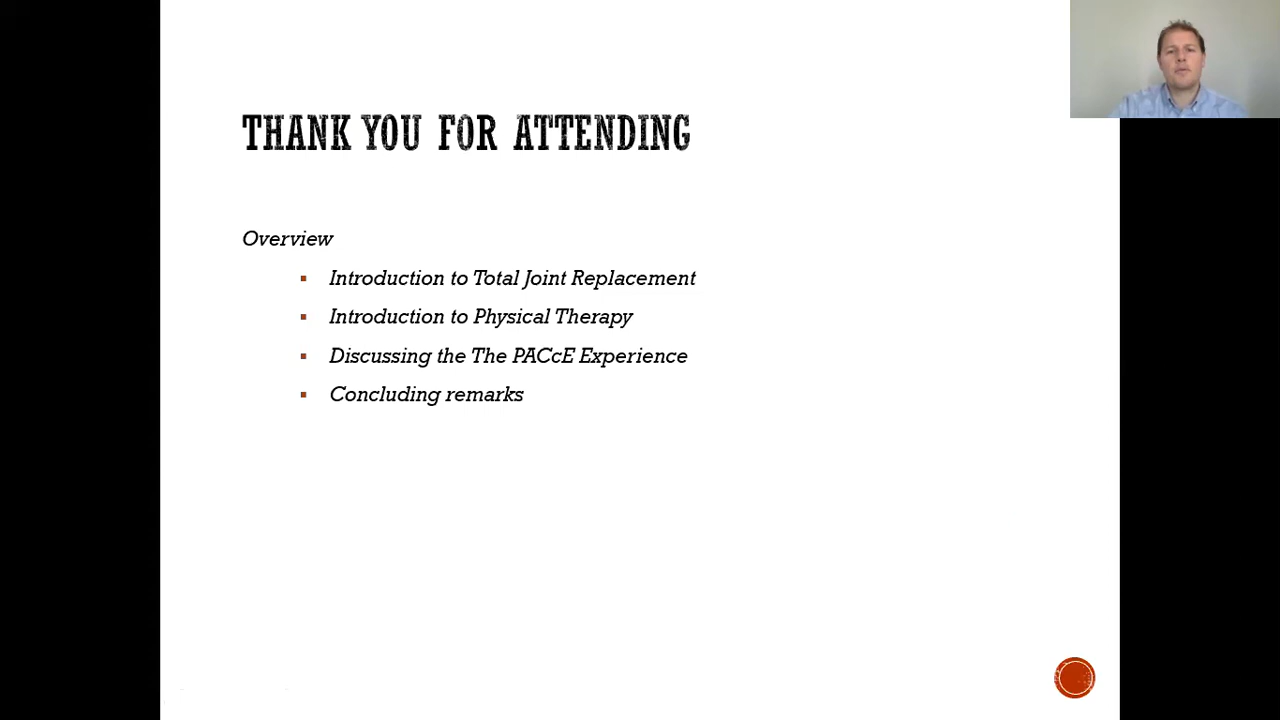 THANK YOU FOR ATTENDING
Overview
Introduction to Total Joint Replacement
Introduction to Physical Therapy
Discussing the The PACcE Experience
Concluding remarks